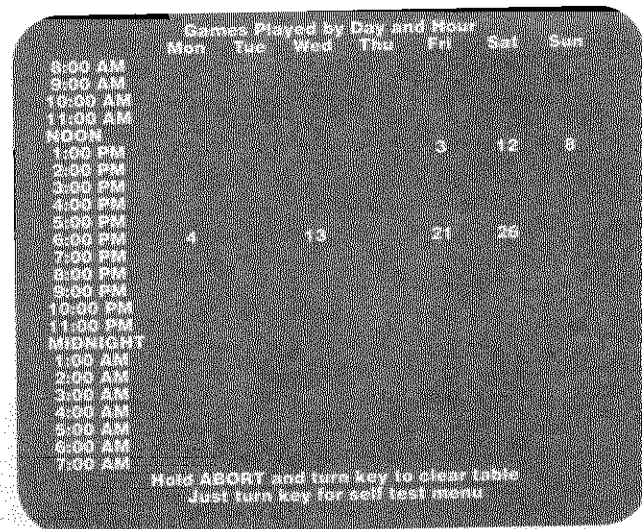 Games Played by Day and Hour
Mon Tue Wed Thu Fri Sat Sun
8:00 AM
9:00 AM
10:00 AM
11:00 AM
NOON
1:00 PM 3 12 8
2:00 PM
3:00 PM
4:00 PM
5:00 PM
6:00 PM 4 13 21 26
7:00 PM
8:00 PM
9:00 PM
10:00 PM
11:00 PM
MIDNIGHT
1:00 AM
2:00 AM
3:00 AM
4:00 AM
5:00 AM
6:00 AM
7:00 AM
Hold ABORT and turn key to clear table
Just turn key for self test menu